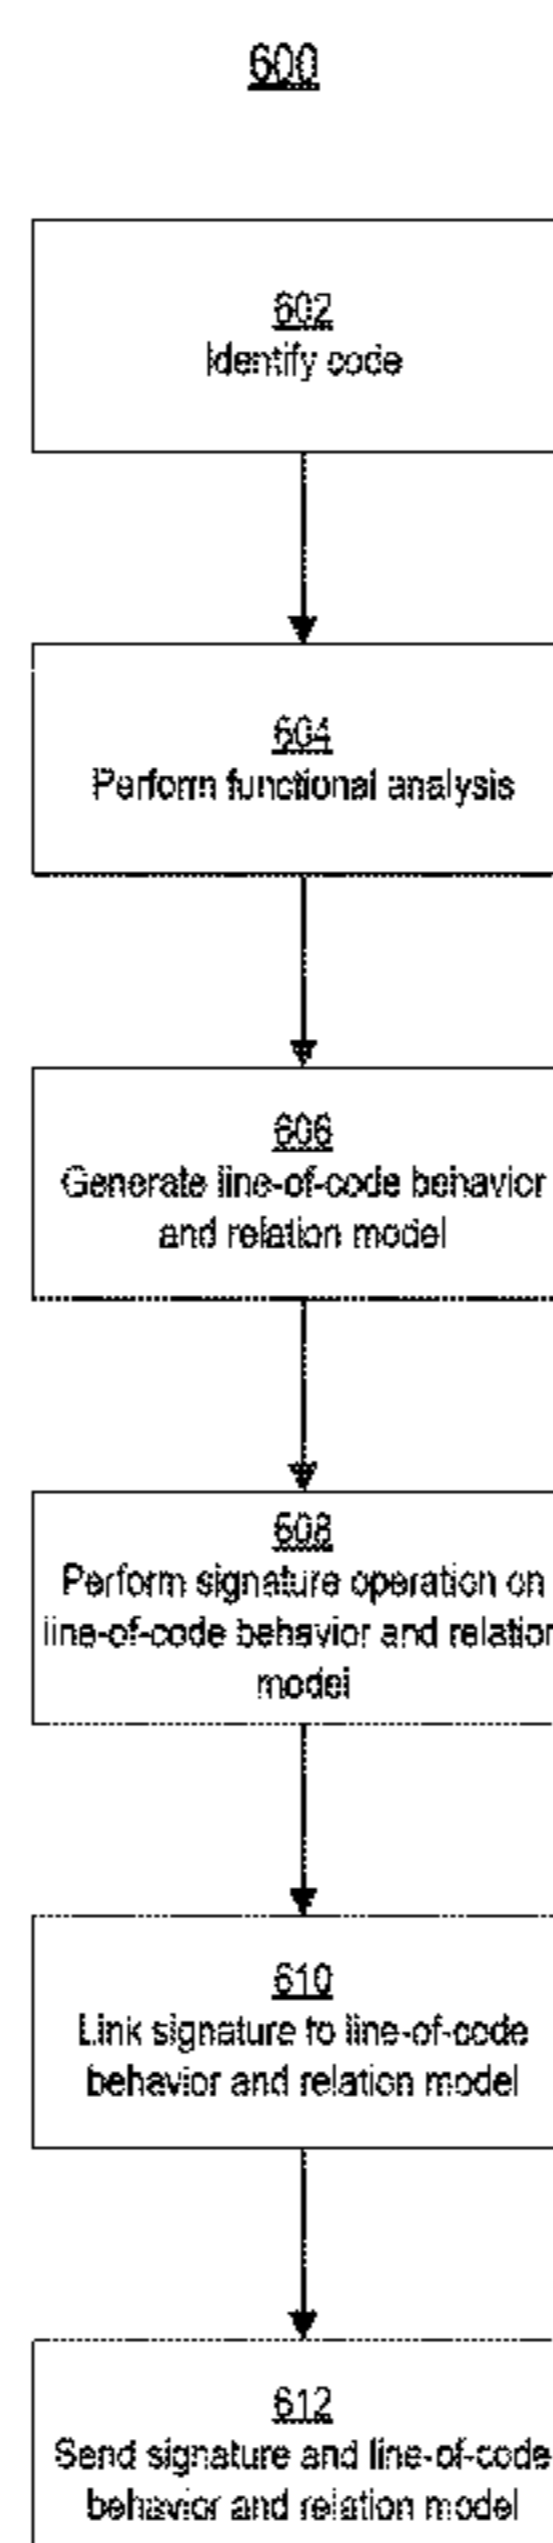 600
602
Identify code
604
Perform functional analysis
606
Generate line-of-code behavior
and relation model
608
Perform signature operation on
line-of-code behavior and relation
model
610
Link signature to line-of-code
behavior and relation model
612
Send signature and line-of-code
behavior and relation model